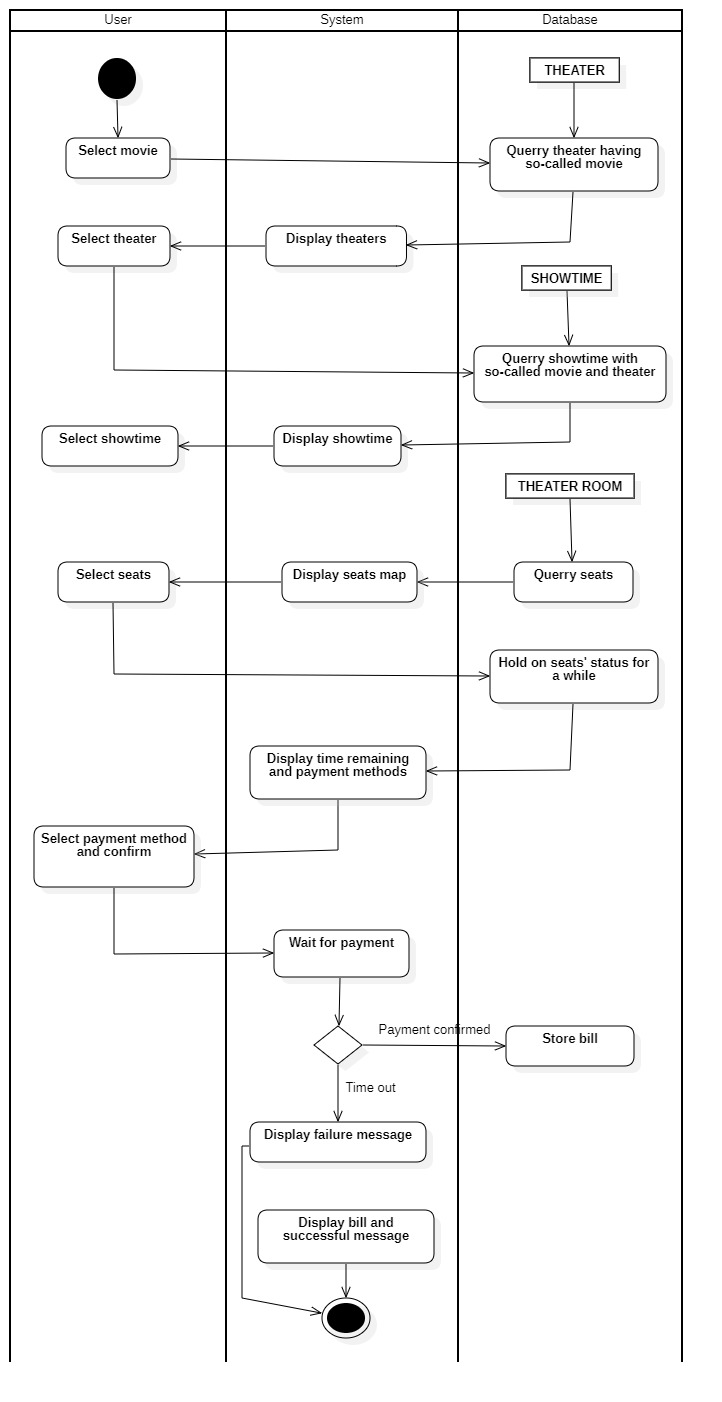 User
System
Database
THEATER
Select movie
Querry theater having
so-called movie
Select theater
Display theaters
SHOWTIME
Querry showtime with
so-called movie and theater
Select showtime
Display showtime
THEATER ROOM
Select seats
Display seats map
Querry seats
Hold on seats' status for
a while
Display time remaining
and payment methods
Select payment method
and confirm
Wait for payment
Payment confirmed
Store bill
Time out
Display failure message
Display bill and
successful message